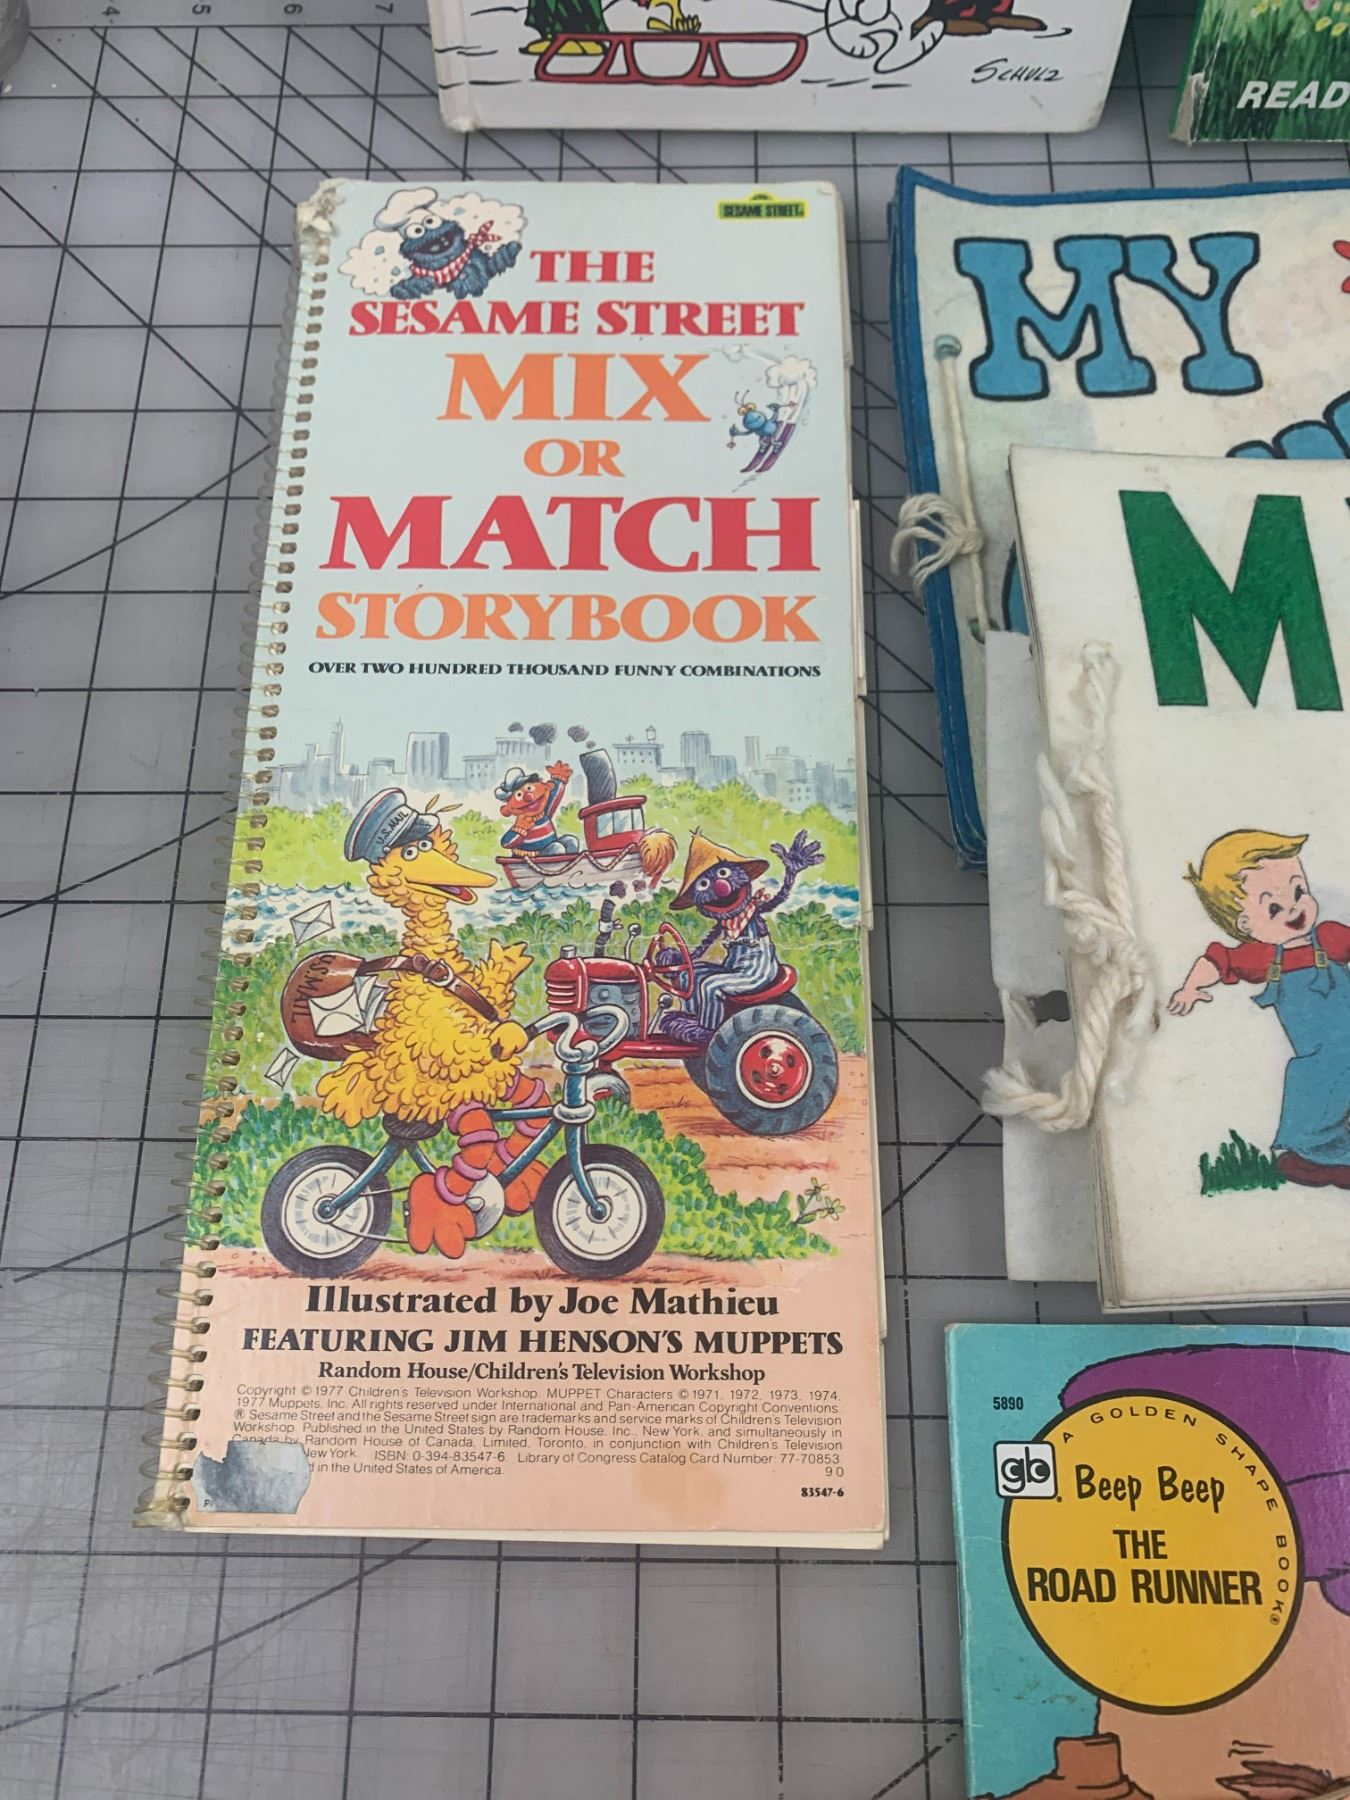 SCHULZ
READ
SESAME STREET
THE
SESAME STREET
MIX
OR
MATCH
STORYBOOK
OVER TWO HUNDRED THOUSAND FUNNY COMBINATIONS
U.S. MAIL
U.S. MAIL
Illustrated by Joe Mathieu
FEATURING JIM HENSON'S MUPPETS
Random House/Children's Television Workshop
Copyright © 1977 Children's Television Workshop. MUPPET Characters © 1971, 1972, 1973, 1974,
1977 Muppets, Inc. All rights reserved under International and Pan-American Copyright Conventions.
® Sesame Street and the Sesame Street sign are trademarks and service marks of Children's Television
Workshop. Published in the United States by Random House, Inc., New York, and simultaneously in
Canada by Random House of Canada, Limited, Toronto, in conjunction with Children's Television
New York. ISBN: 0-394-83547-6. Library of Congress Catalog Card Number: 77-70853.
in the United States of America.
9 0
83547-6
MY
M
5890
A GOLDEN SHAPE BOOK®
gb
Beep Beep
THE
ROAD RUNNER